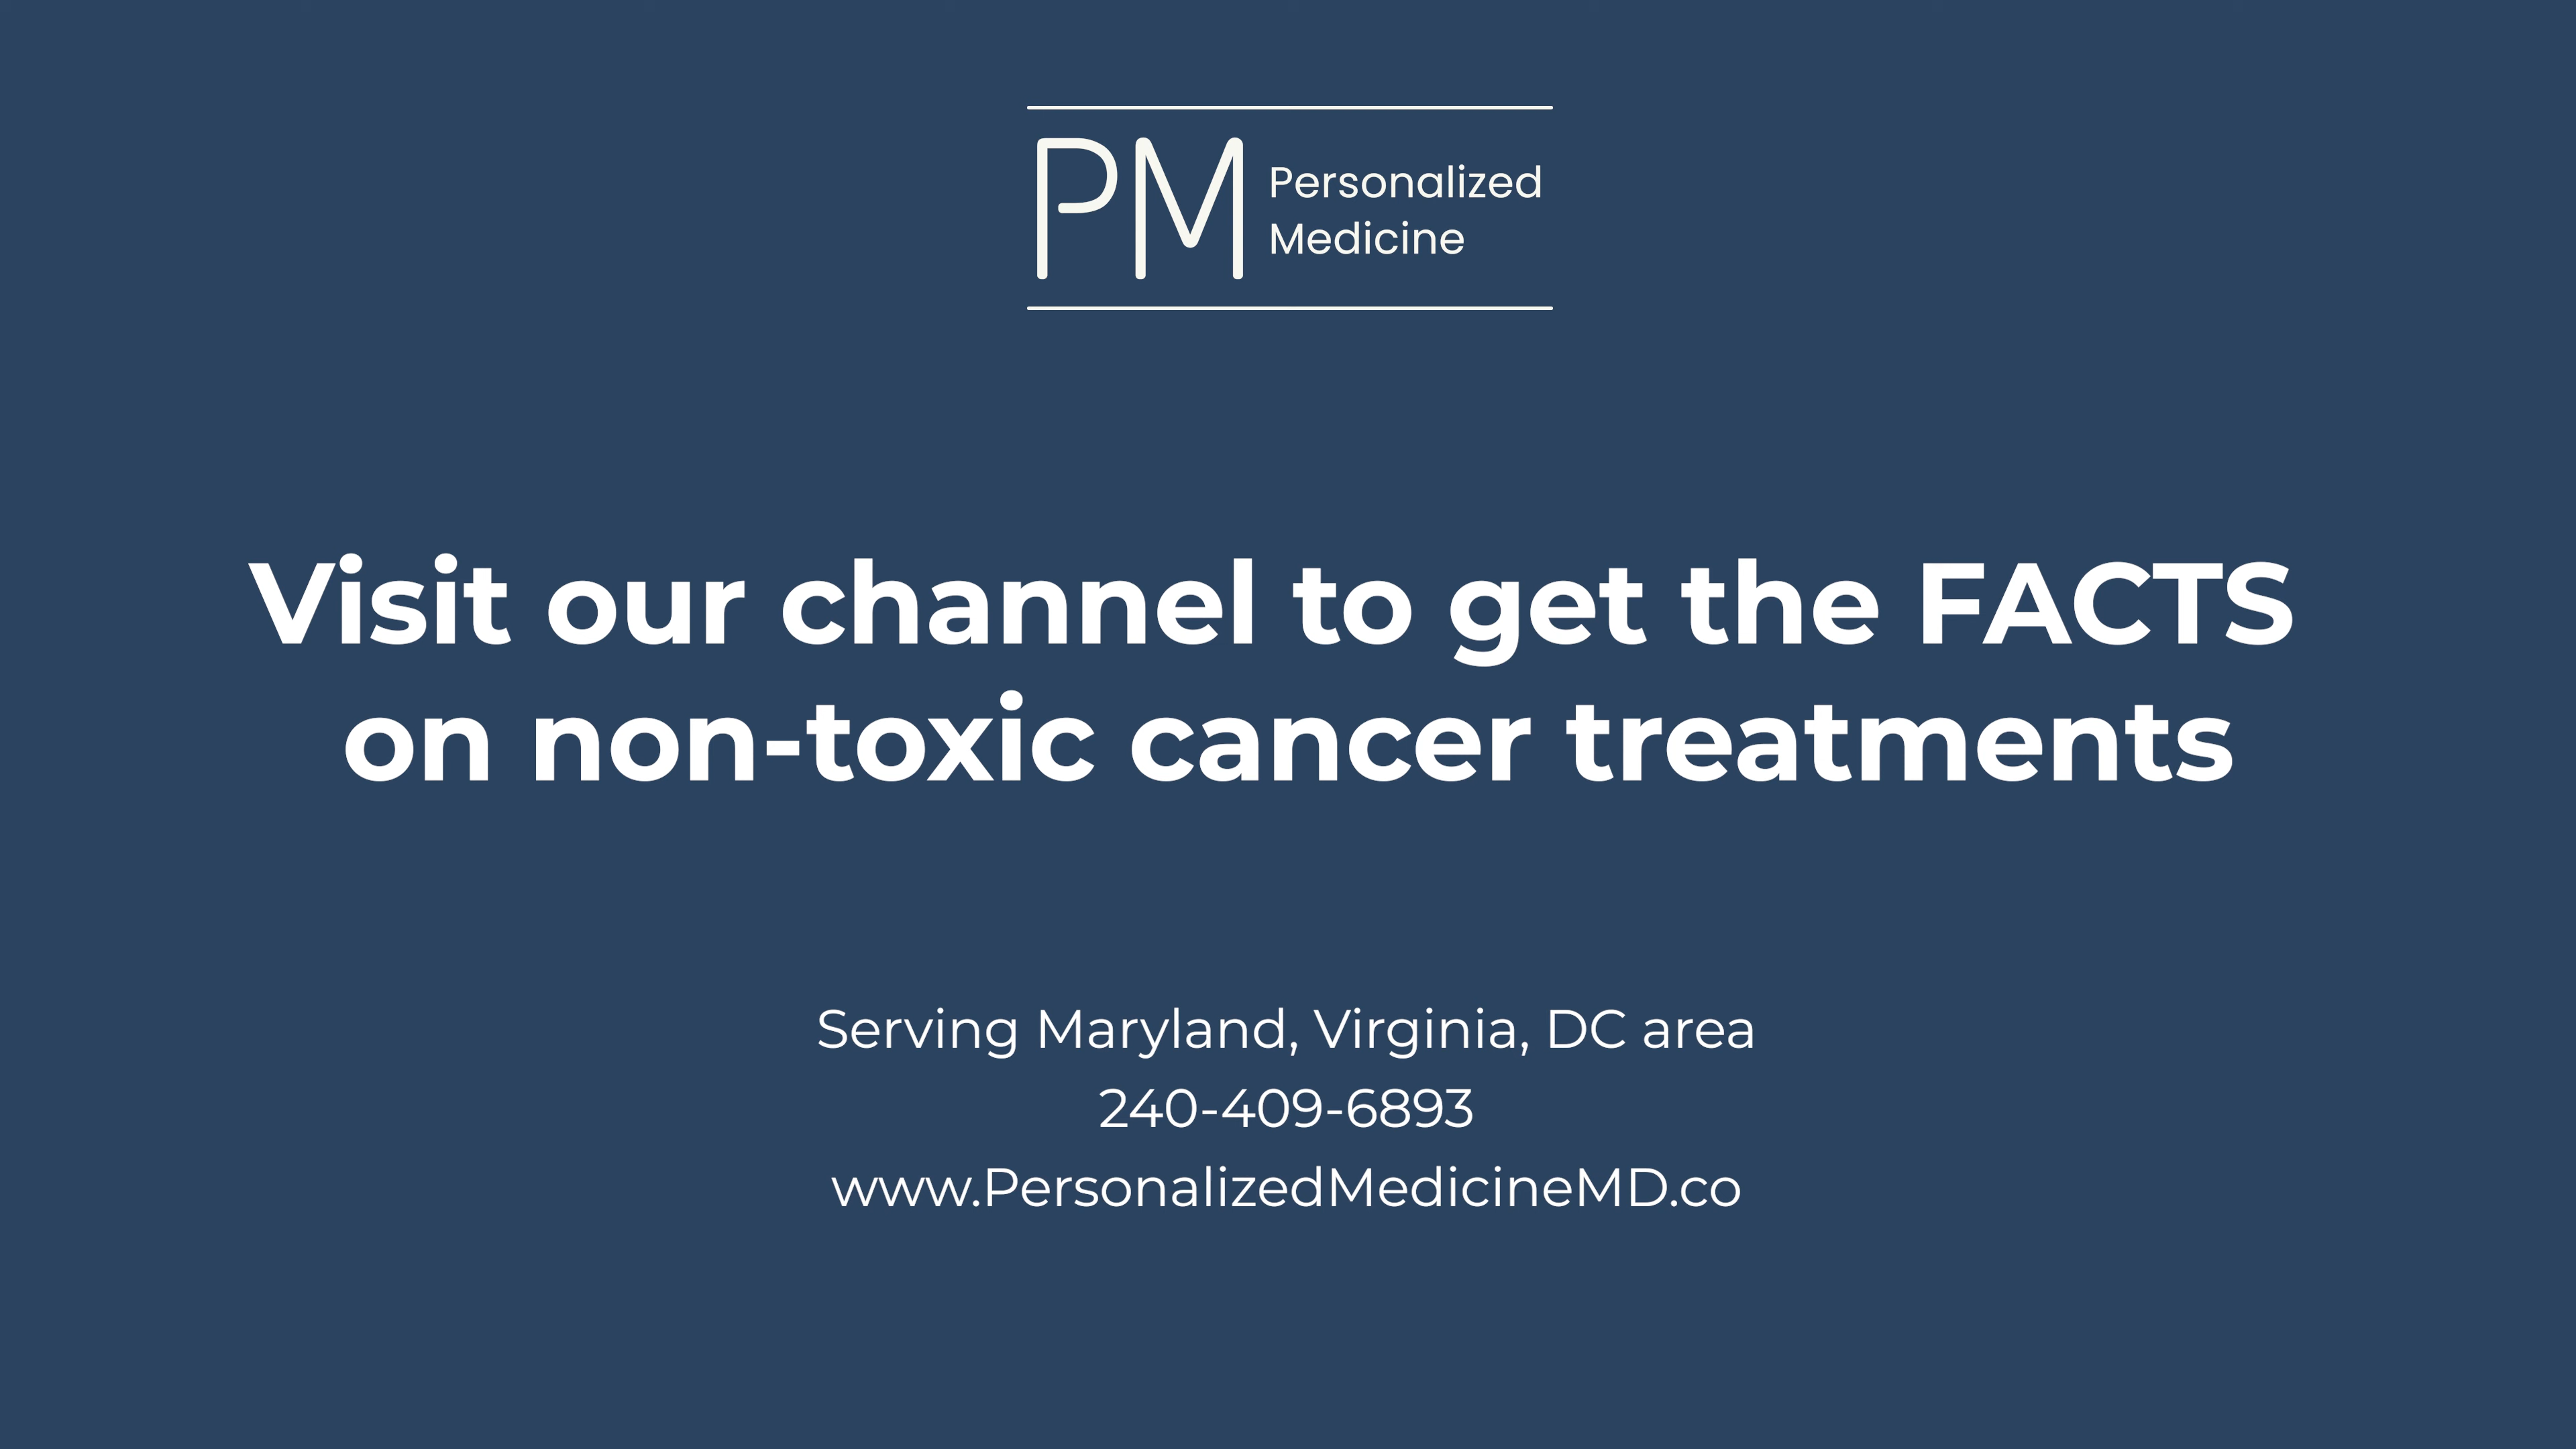 PM
Personalized
Medicine
Visit our channel to get the FACTS
on non-toxic cancer treatments
Serving Maryland, Virginia, DC area
240-409-6893
www.PersonalizedMedicineMD.co